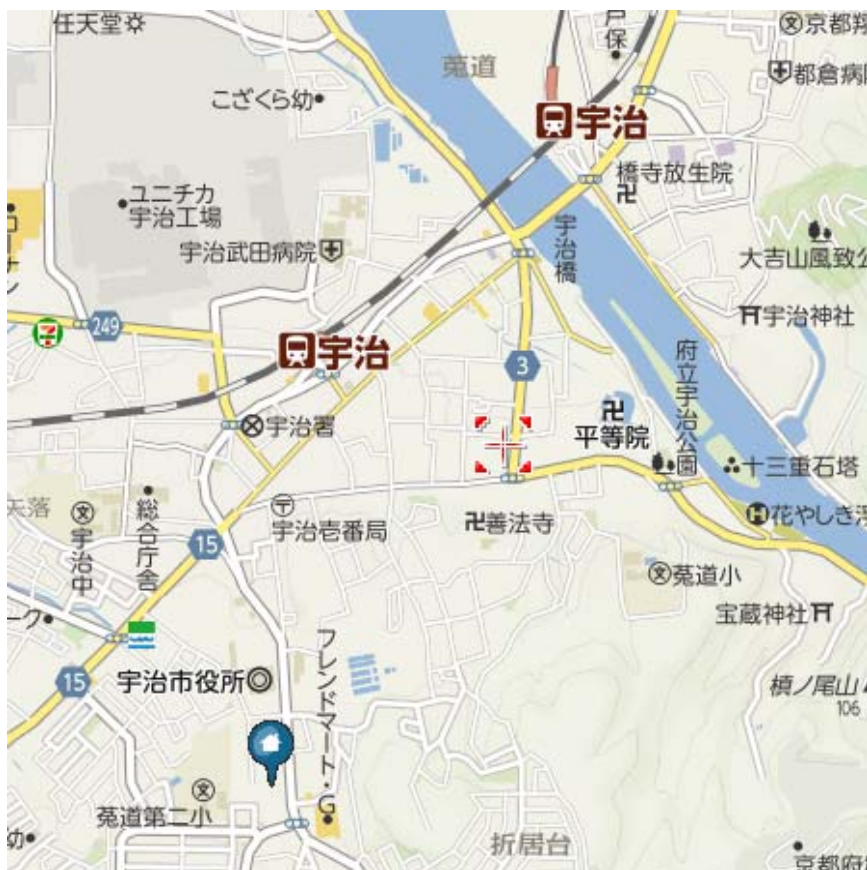 任天堂
戸保
京都翔
菟道
都倉病院
こざくら幼
宇治
橋寺放生院
ユニチカ
宇治工場
宇治武田病院
宇治橋
大吉山風致公
宇治神社
249
宇治
3
府立宇治公園
宇治署
平等院
十三重石塔
天落
宇治中
総合庁舎
宇治壱番局
15
善法寺
花やしき浮
菟道小
宝蔵神社
ーク
フレンドマート・G
15
宇治市役所
槙ノ尾山
106
菟道第二小
折居台
幼
京都府